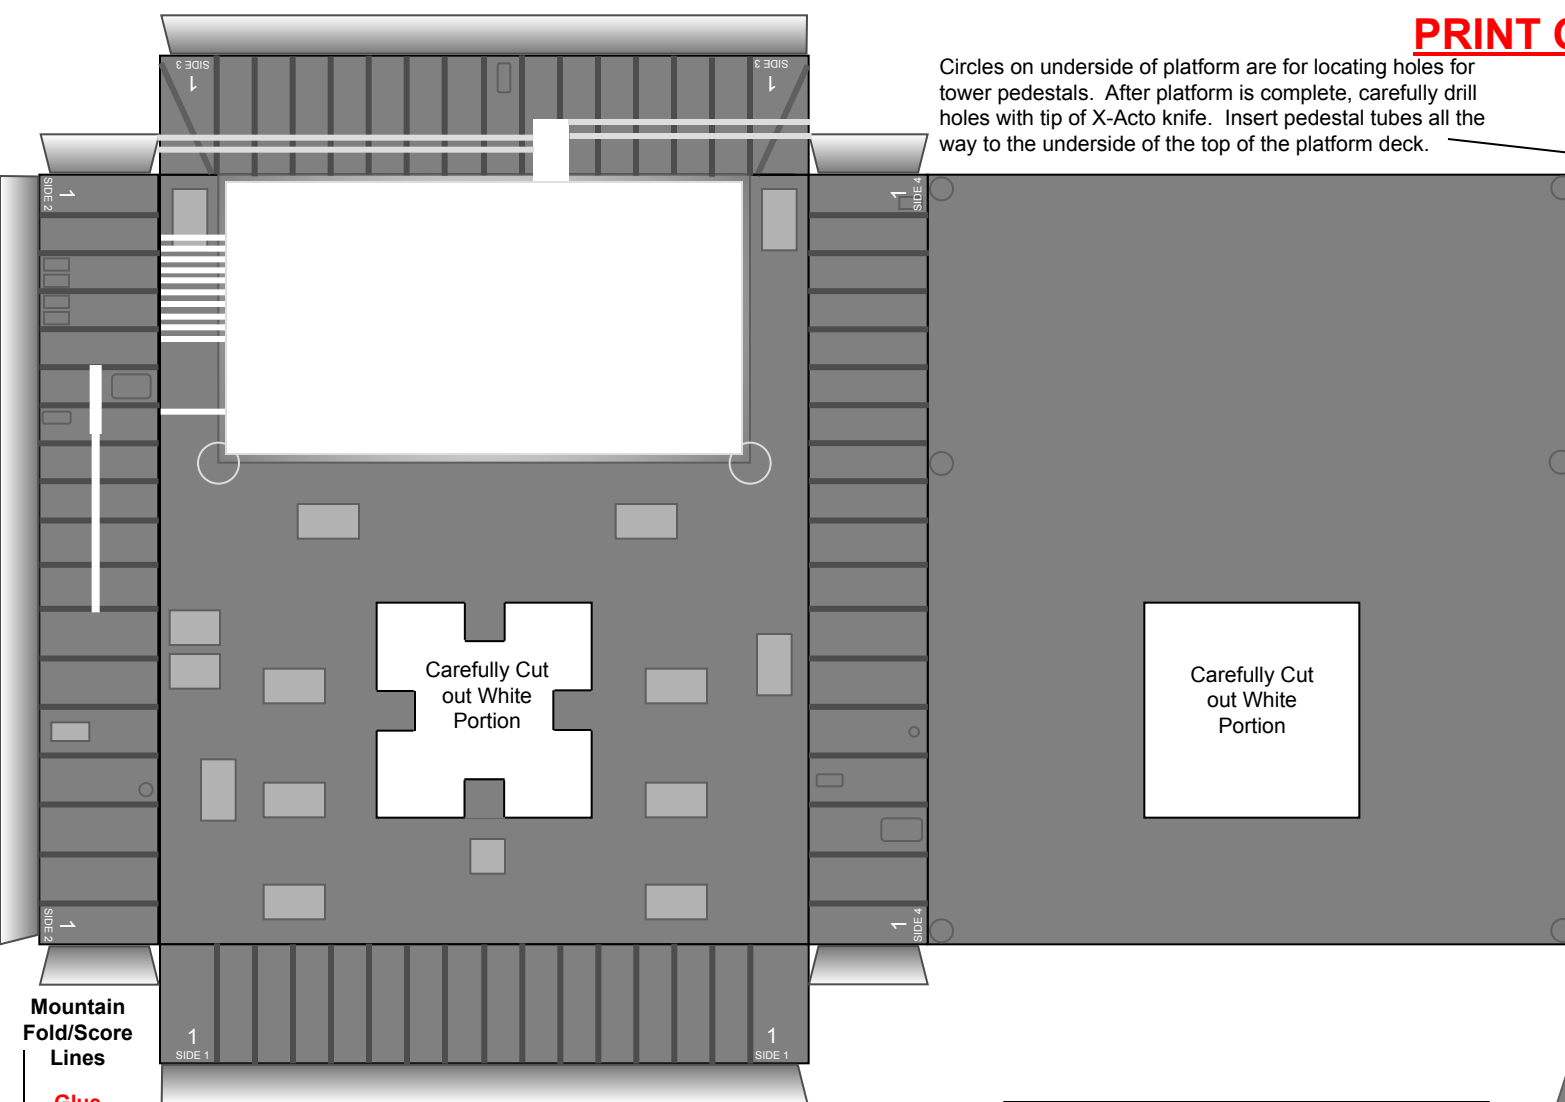 PRINT
Circles on underside of platform are for locating holes for
tower pedestals. After platform is complete, carefully drill
holes with tip of X-Acto knife. Insert pedestal tubes all the
way to the underside of the top of the platform deck.
SIDE 3
1
SIDE 3
1
SIDE 2
1
1
SIDE 4
Carefully Cut
out White
Portion
Carefully Cut
out White
Portion
SIDE 2
1
1
SIDE 4
1
SIDE 1
1
SIDE 1
Mountain
Fold/Score
Lines
Glue